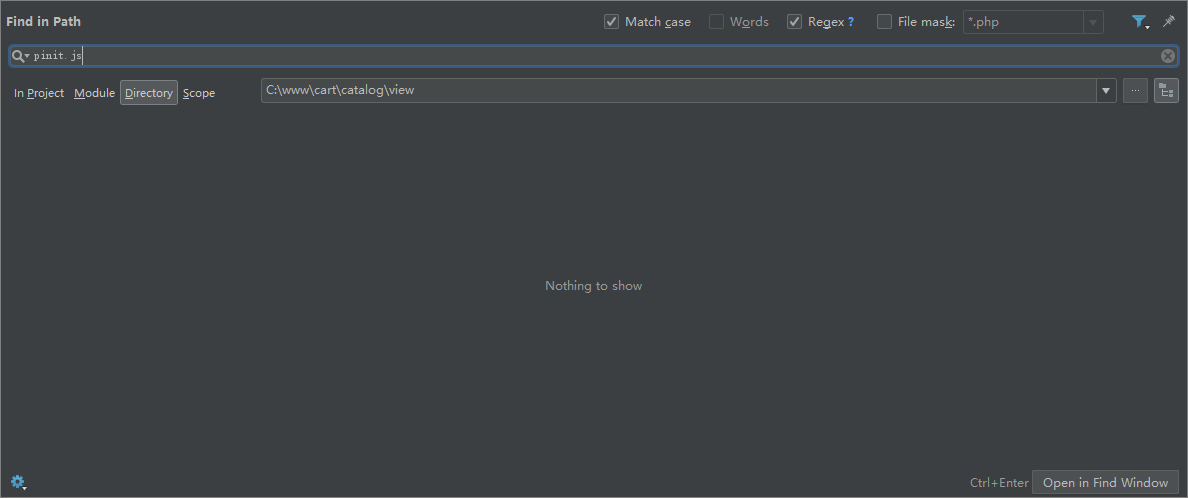 Find in Path Match case Words Regex ? File mask: *.php
pinit.js
In Project Module Directory Scope C:\www\cart\catalog\view ...
Nothing to show
Ctrl+Enter Open in Find Window